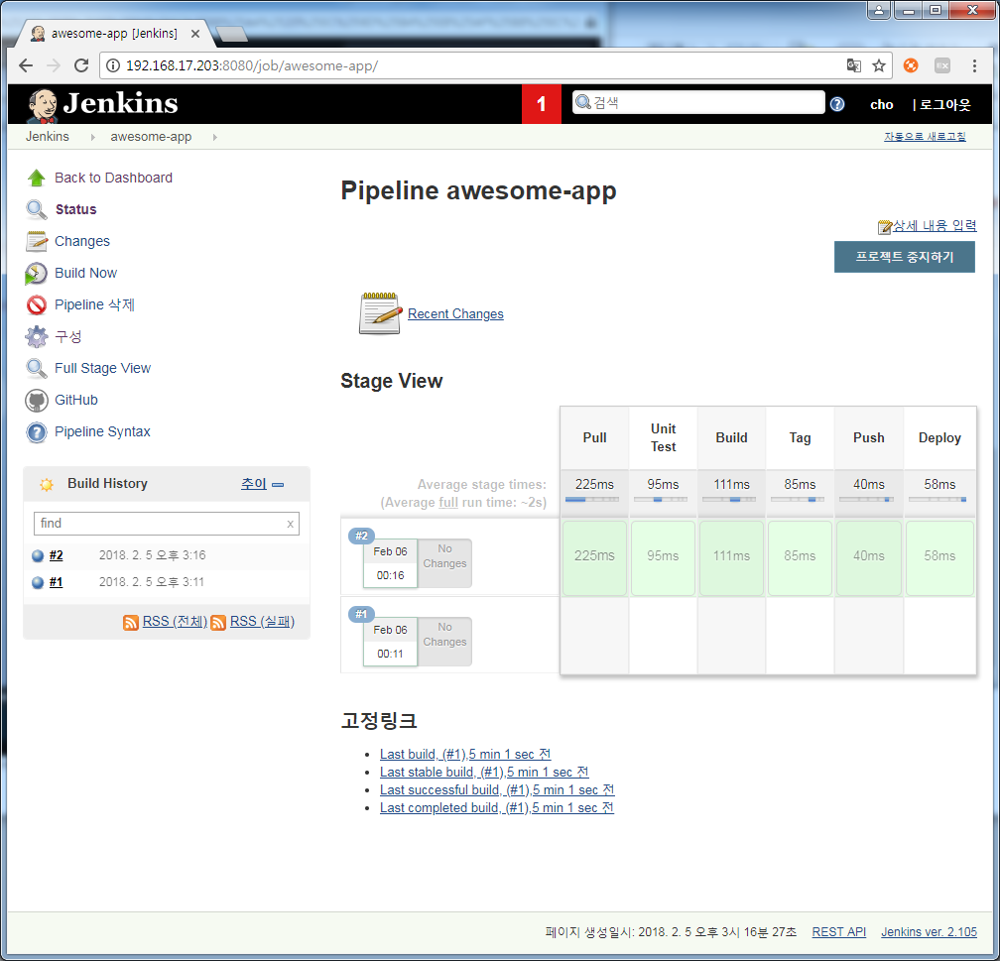 awesome-app [Jenkins]
192.168.17.203:8080/job/awesome-app/
Jenkins
1
검색
cho | 로그아웃
Jenkins awesome-app
자동으로 새로고침
Back to Dashboard
Status
Changes
Build Now
Pipeline 삭제
구성
Full Stage View
GitHub
Pipeline Syntax
Build History 추이
find x
#2 2018. 2. 5 오후 3:16
#1 2018. 2. 5 오후 3:11
RSS (전체) RSS (실패)
Pipeline awesome-app
상세 내용 입력
프로젝트 중지하기
Recent Changes
Stage View
Pull Unit Test Build Tag Push Deploy
Average stage times: 225ms 95ms 111ms 85ms 40ms 58ms
(Average full run time: ~2s)
#2
Feb 06 No Changes
00:16
225ms 95ms 111ms 85ms 40ms 58ms
#1
Feb 06 No Changes
00:11
고정링크
Last build, (#1),5 min 1 sec 전
Last stable build, (#1),5 min 1 sec 전
Last successful build, (#1),5 min 1 sec 전
Last completed build, (#1),5 min 1 sec 전
페이지 생성일시: 2018. 2. 5 오후 3시 16분 27초 REST API Jenkins ver. 2.105